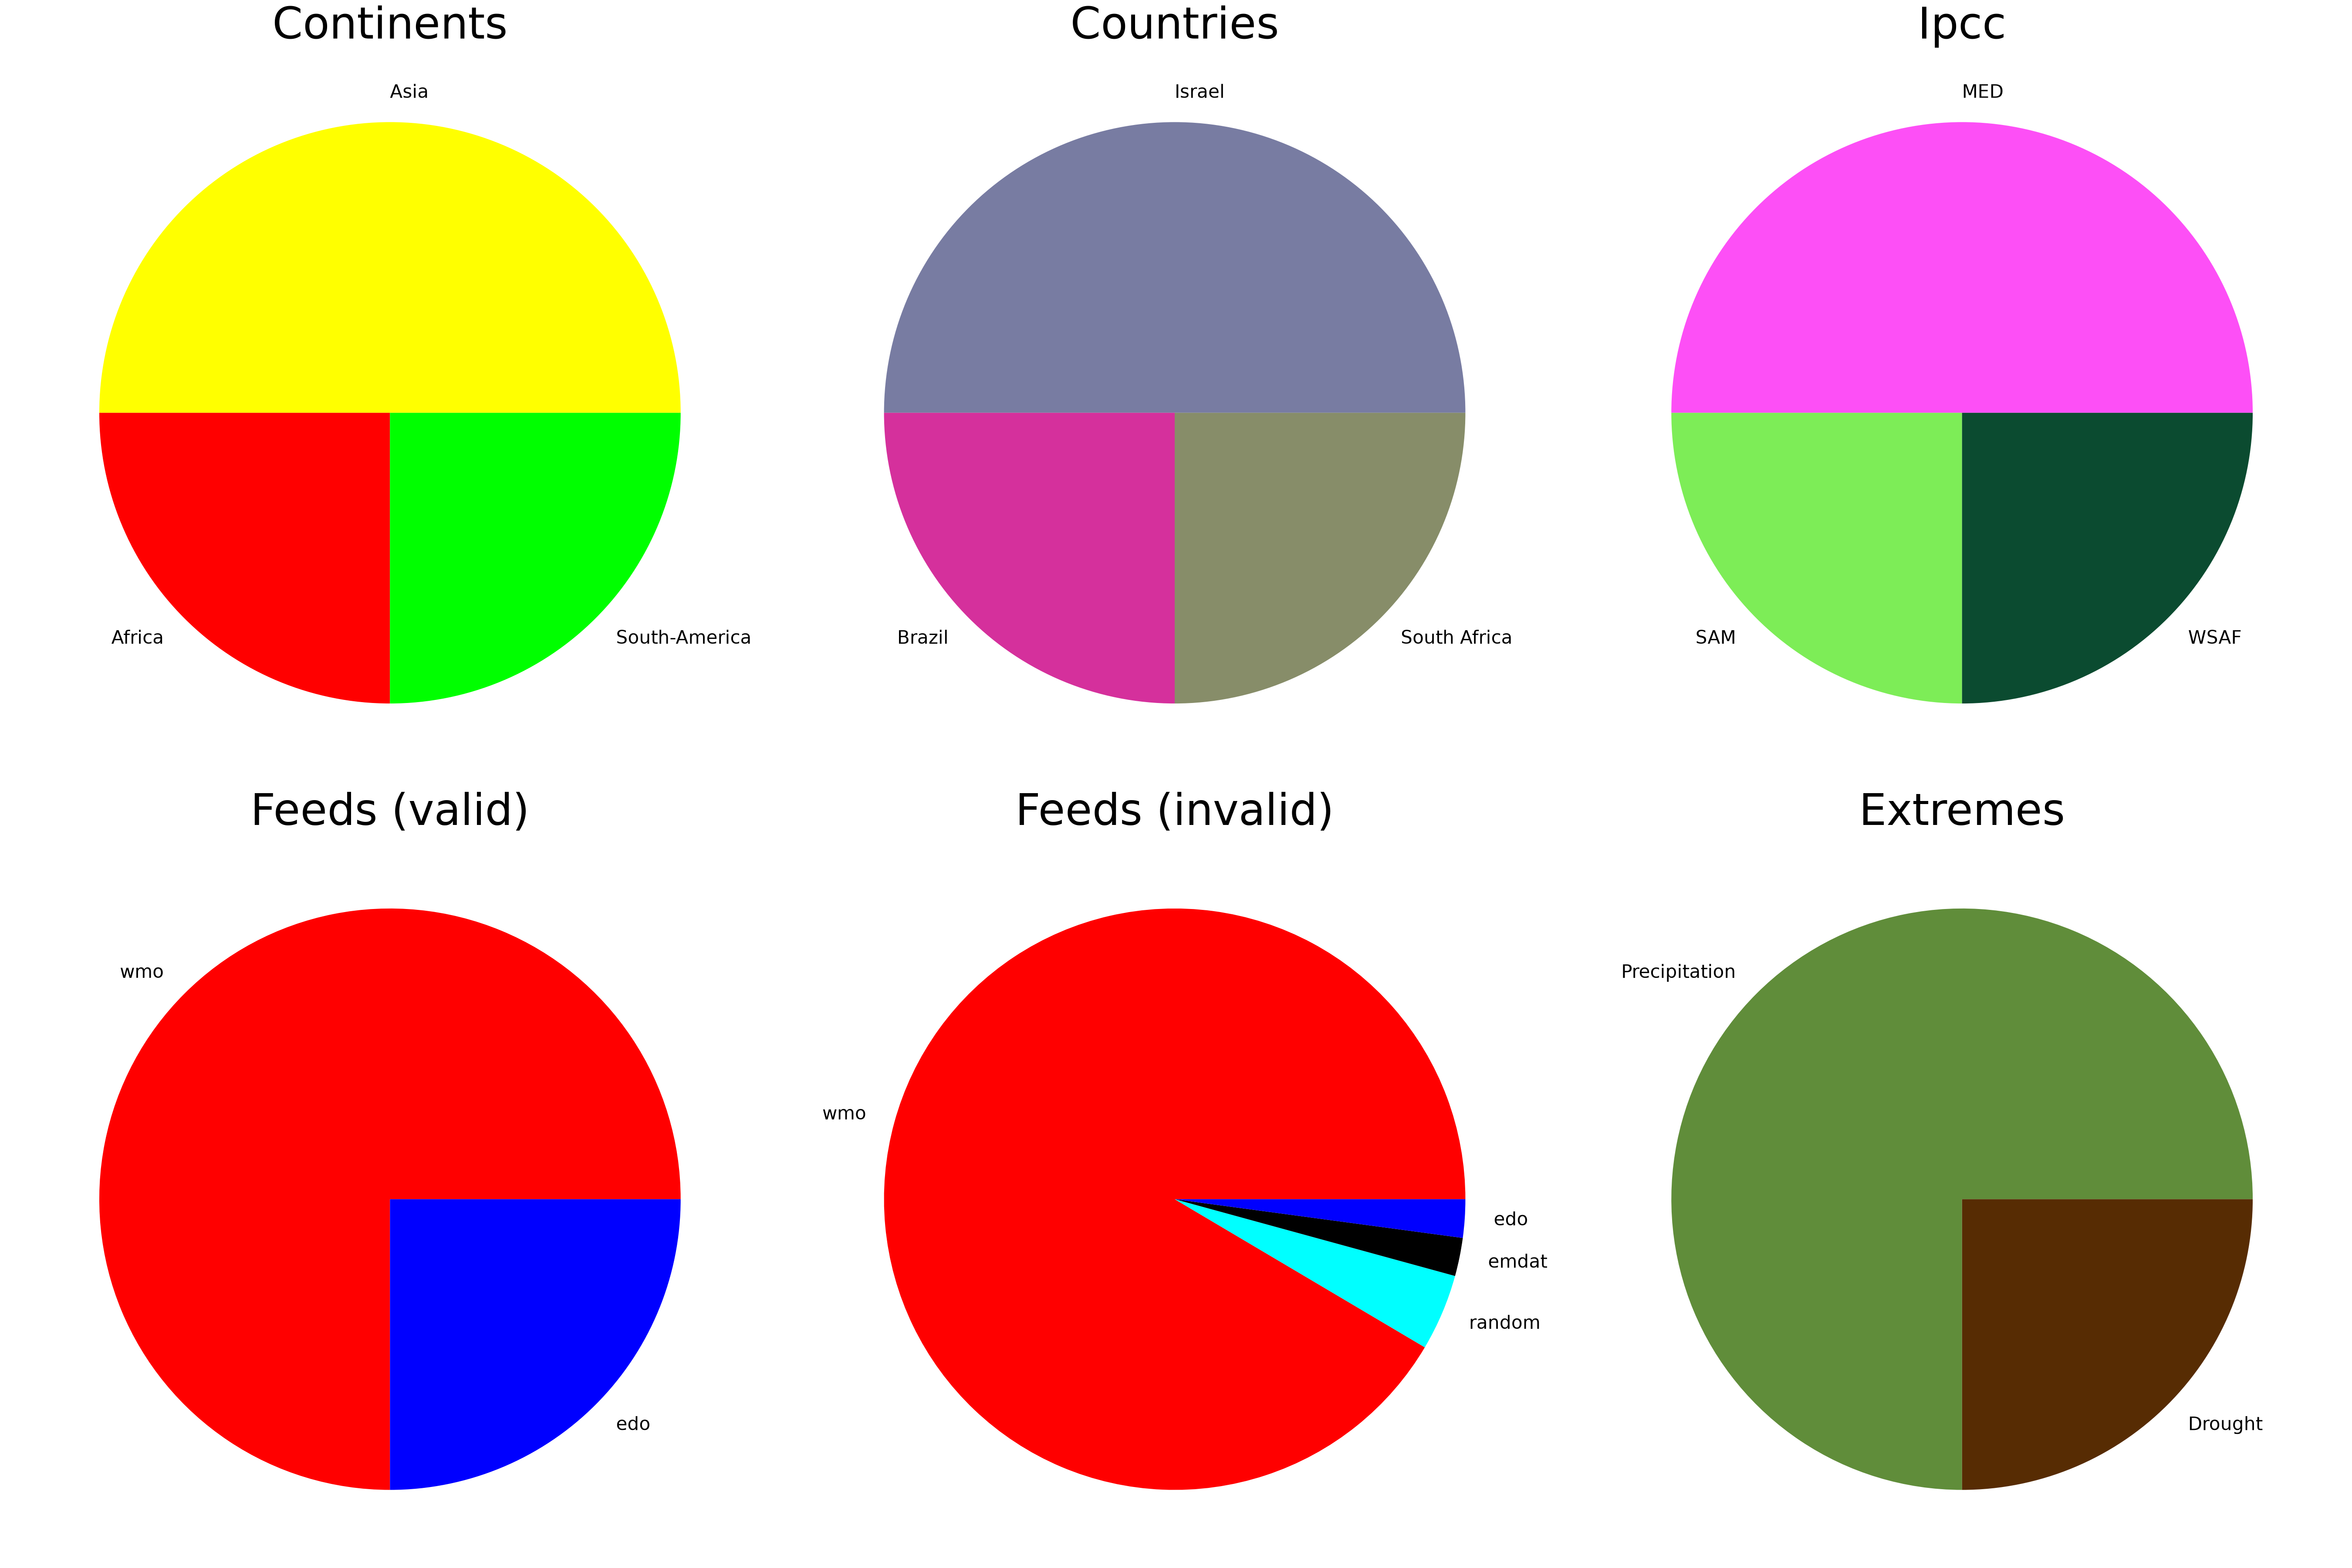 Continents
Asia
Africa
South-America
Countries
Israel
Brazil
South Africa
Ipcc
MED
SAM
WSAF
Feeds (valid)
wmo
edo
Feeds (invalid)
wmo
edo
emdat
random
Extremes
Precipitation
Drought